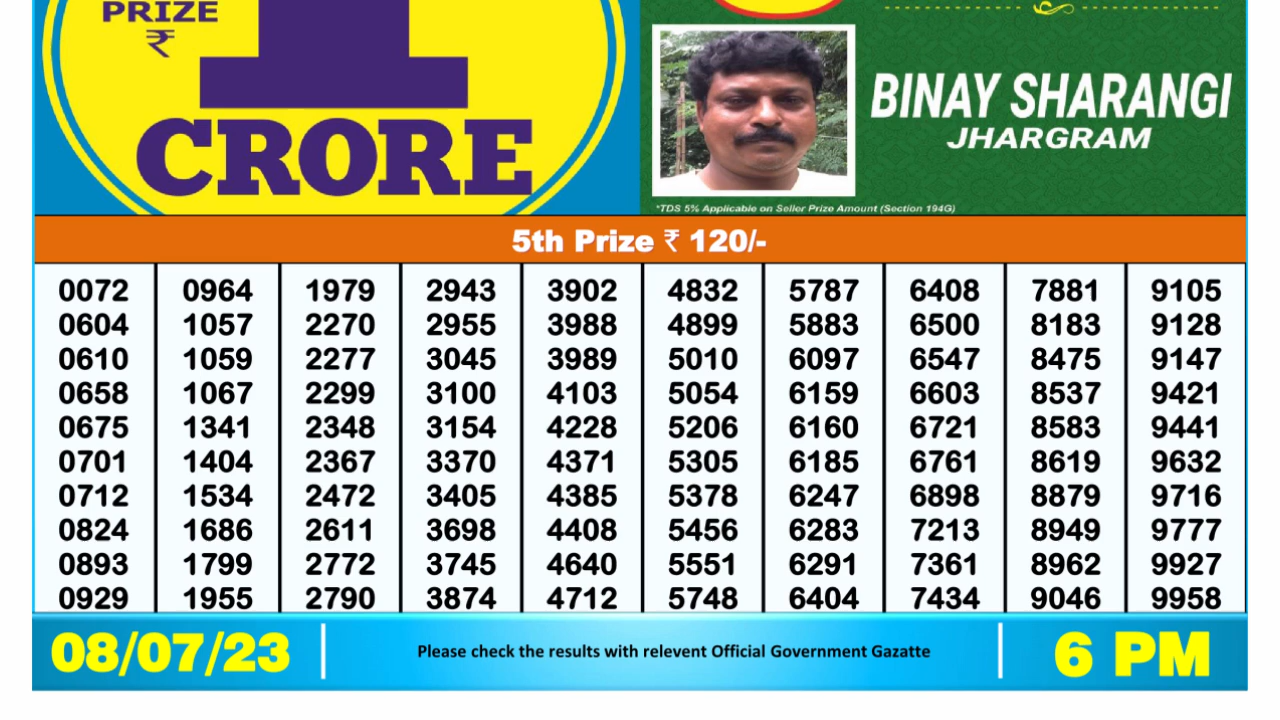 PRIZE
₹
1
CRORE
BINAY SHARANGI
JHARGRAM
*TDS 5% Applicable on Seller Prize Amount (Section 194G)
5th Prize ₹ 120/-
0072 0964 1979 2943 3902 4832 5787 6408 7881 9105
0604 1057 2270 2955 3988 4899 5883 6500 8183 9128
0610 1059 2277 3045 3989 5010 6097 6547 8475 9147
0658 1067 2299 3100 4103 5054 6159 6603 8537 9421
0675 1341 2348 3154 4228 5206 6160 6721 8583 9441
0701 1404 2367 3370 4371 5305 6185 6761 8619 9632
0712 1534 2472 3405 4385 5378 6247 6898 8879 9716
0824 1686 2611 3698 4408 5456 6283 7213 8949 9777
0893 1799 2772 3745 4640 5551 6291 7361 8962 9927
0929 1955 2790 3874 4712 5748 6404 7434 9046 9958
08/07/23
Please check the results with relevent Official Government Gazatte
6 PM